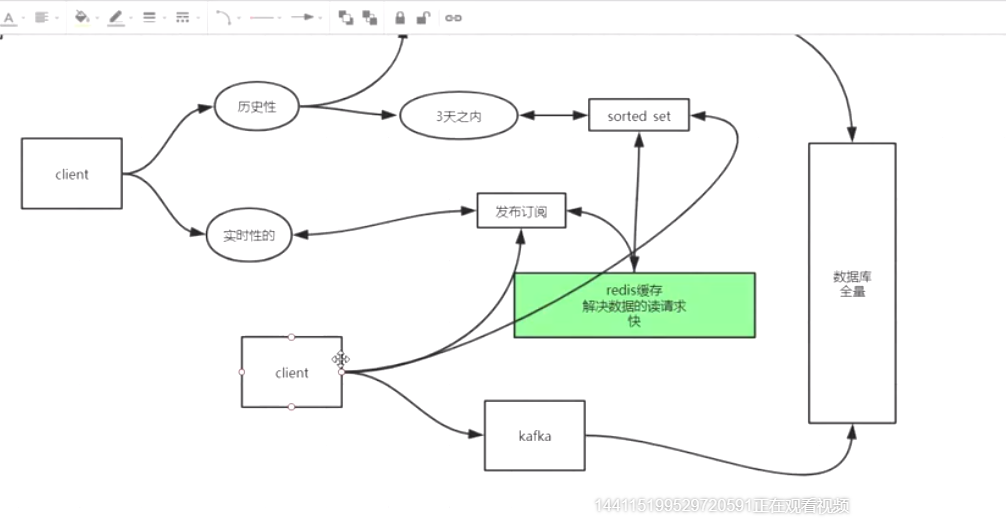 历史性
3天之内
sorted set
client
发布订阅
实时性的
redis缓存
解决数据的读请求
快
数据库
全量
client
kafka
144115199529720591正在观看视频